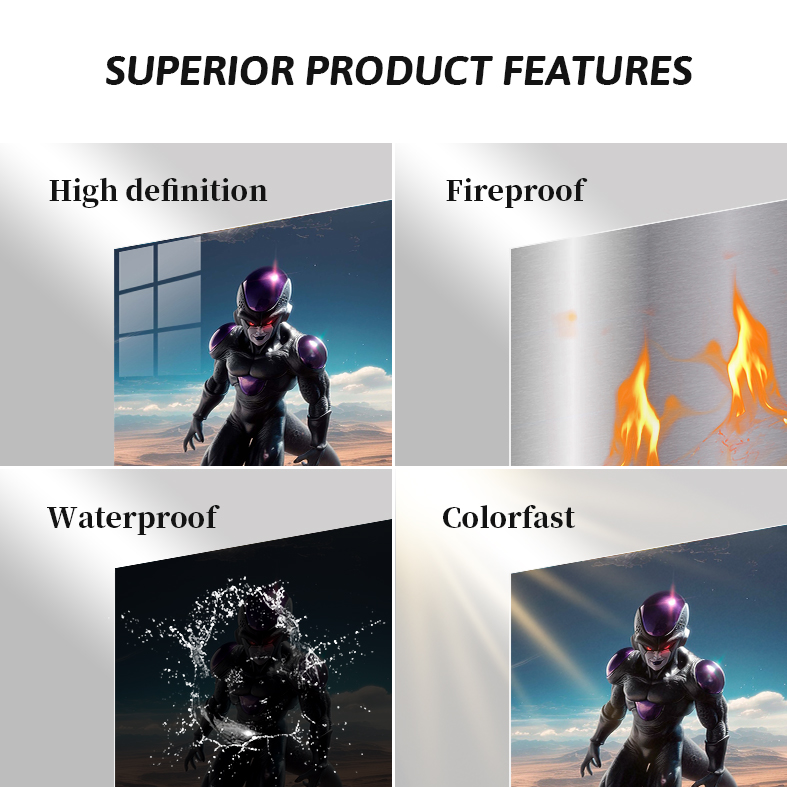 SUPERIOR PRODUCT FEATURES
High definition
Fireproof
Waterproof
Colorfast